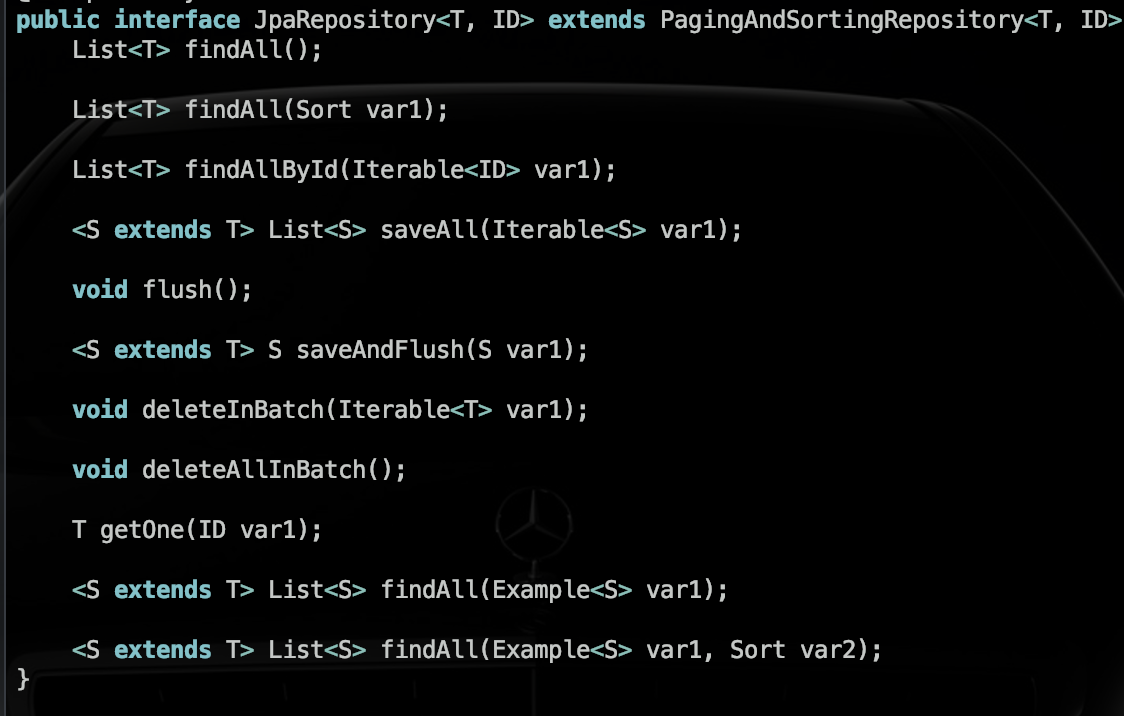 public interface JpaRepository<T, ID> extends PagingAndSortingRepository<T, ID>
    List<T> findAll();

    List<T> findAll(Sort var1);

    List<T> findAllById(Iterable<ID> var1);

    <S extends T> List<S> saveAll(Iterable<S> var1);

    void flush();

    <S extends T> S saveAndFlush(S var1);

    void deleteInBatch(Iterable<T> var1);

    void deleteAllInBatch();

    T getOne(ID var1);

    <S extends T> List<S> findAll(Example<S> var1);

    <S extends T> List<S> findAll(Example<S> var1, Sort var2);
}